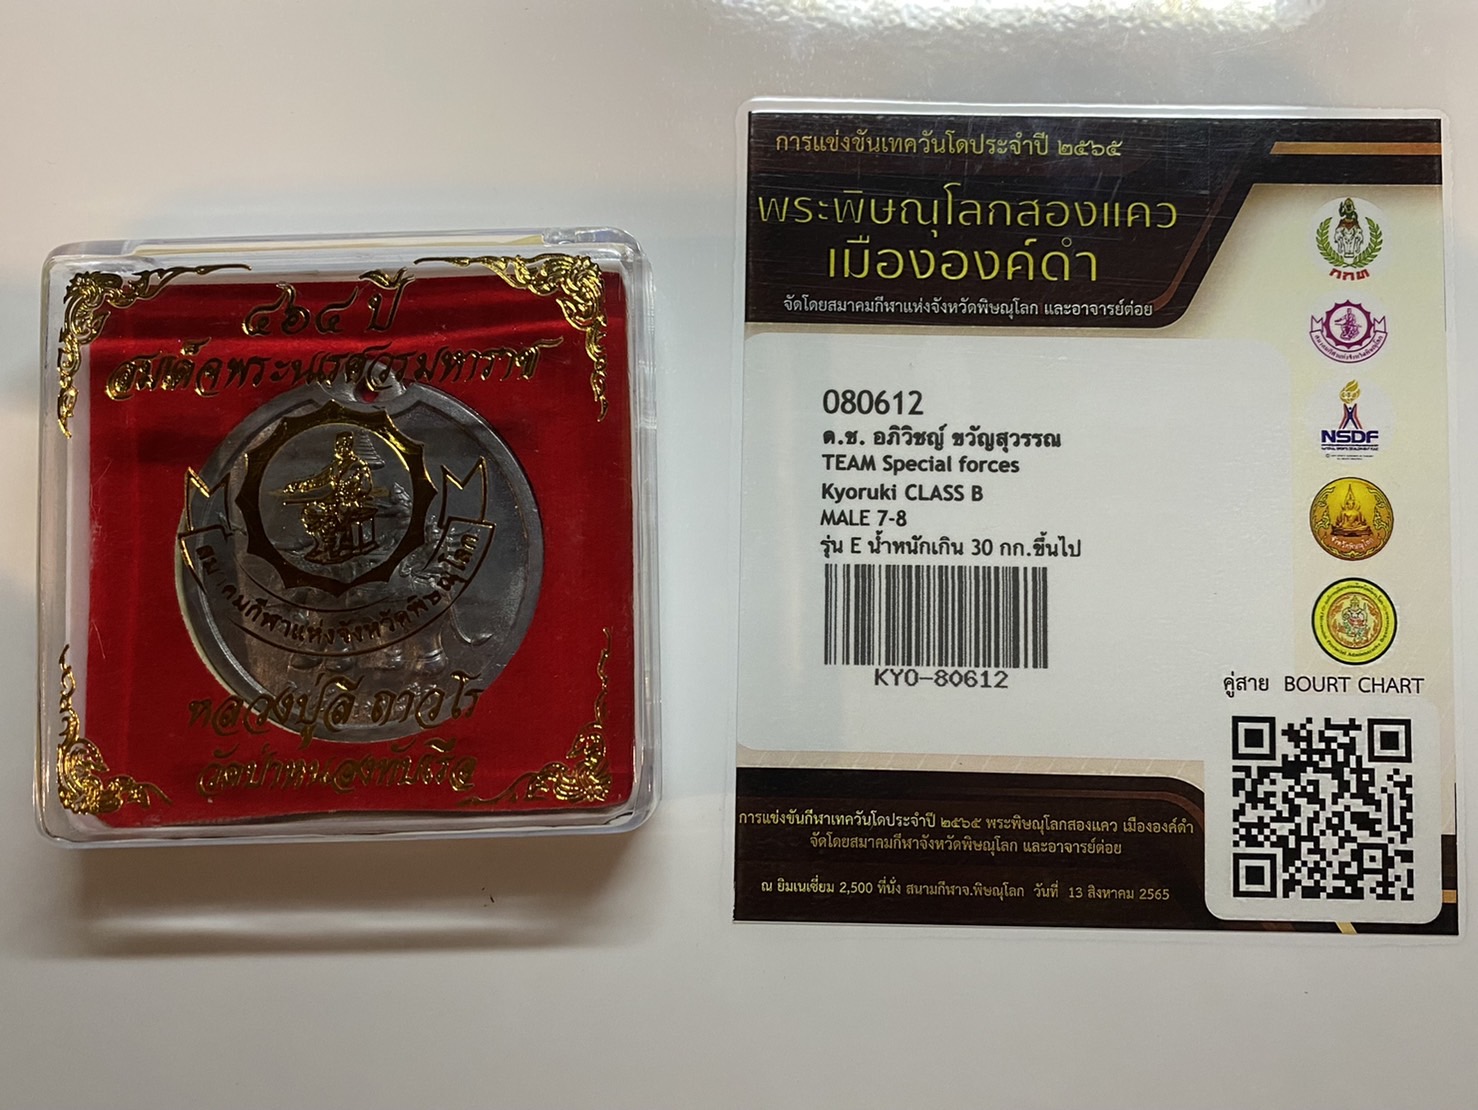 ๔๖๔ ปี
สมเด็จพระนเรศวรมหาราช
สมาคมกีฬาแห่งจังหวัดพิษณุโลก
หลวงปู่ลี ถาวโร
วัดป่าหนองทับเรือ
การแข่งขันเทควันโดประจำปี ๒๕๖๕
พระพิษณุโลกสองแคว
เมือององค์ดำ
จัดโดยสมาคมกีฬาแห่งจังหวัดพิษณุโลก และอาจารย์ต่อย
กกท
NSDF
080612
ด.ช. อภิวิชญ์ ขวัญสุวรรณ
TEAM Special forces
Kyoruki CLASS B
MALE 7-8
รุ่น E น้ำหนักเกิน 30 กก.ขึ้นไป
KYO-80612
คู่สาย BOURT CHART
การแข่งขันกีฬาเทควันโดประจำปี ๒๕๖๕ พระพิษณุโลกสองแคว เมือององค์ดำ
จัดโดยสมาคมกีฬาจังหวัดพิษณุโลก และอาจารย์ต่อย
ณ ยิมเนเซี่ยม 2,500 ที่นั่ง สนามกีฬาจ.พิษณุโลก วันที่ 13 สิงหาคม 2565